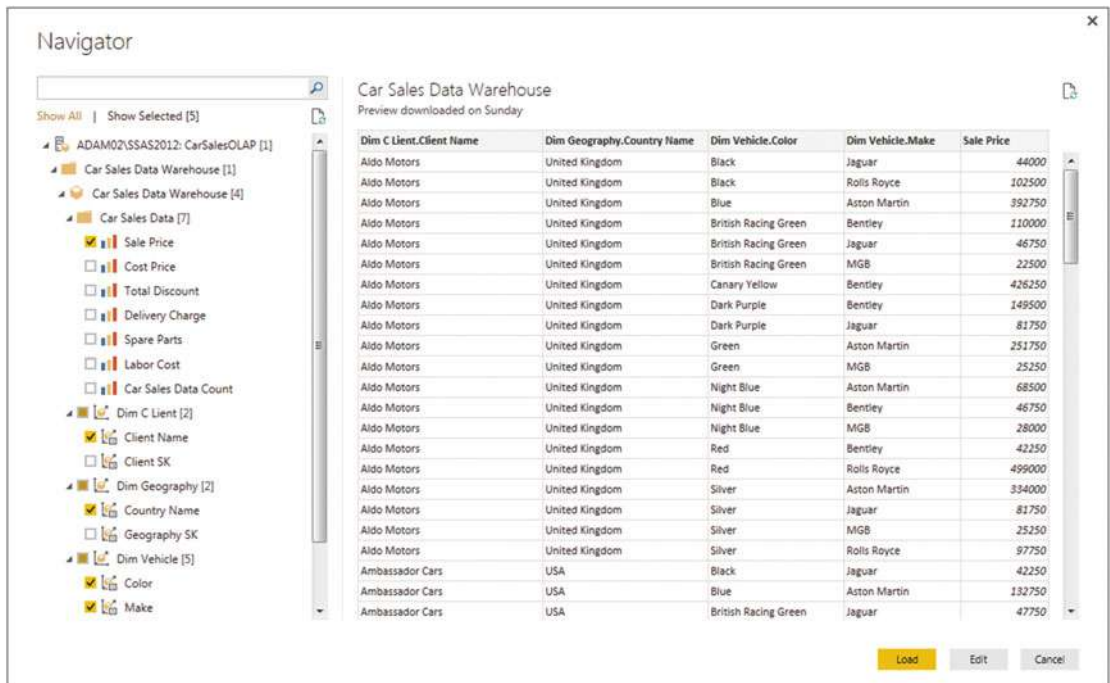 Navigator
Show All | Show Selected [5]
ADAM02\SSAS2012: CarSalesOLAP [1]
Car Sales Data Warehouse [1]
Car Sales Data Warehouse [4]
Car Sales Data [7]
Sale Price
Cost Price
Total Discount
Delivery Charge
Spare Parts
Labor Cost
Car Sales Data Count
Dim C Lient [2]
Client Name
Client SK
Dim Geography [2]
Country Name
Geography SK
Dim Vehicle [5]
Color
Make
Car Sales Data Warehouse
Preview downloaded on Sunday
Dim C Lient.Client Name Dim Geography.Country Name Dim Vehicle.Color Dim Vehicle.Make Sale Price
Aldo Motors United Kingdom Black Jaguar 44000
Aldo Motors United Kingdom Black Rolls Royce 102500
Aldo Motors United Kingdom Blue Aston Martin 392750
Aldo Motors United Kingdom British Racing Green Bentley 110000
Aldo Motors United Kingdom British Racing Green Jaguar 46750
Aldo Motors United Kingdom British Racing Green MGB 22500
Aldo Motors United Kingdom Canary Yellow Bentley 426250
Aldo Motors United Kingdom Dark Purple Bentley 149500
Aldo Motors United Kingdom Dark Purple Jaguar 81750
Aldo Motors United Kingdom Green Aston Martin 251750
Aldo Motors United Kingdom Green MGB 25250
Aldo Motors United Kingdom Night Blue Aston Martin 68500
Aldo Motors United Kingdom Night Blue Bentley 46750
Aldo Motors United Kingdom Night Blue MGB 28000
Aldo Motors United Kingdom Red Bentley 42250
Aldo Motors United Kingdom Red Rolls Royce 499000
Aldo Motors United Kingdom Silver Aston Martin 334000
Aldo Motors United Kingdom Silver Jaguar 81750
Aldo Motors United Kingdom Silver MGB 25250
Aldo Motors United Kingdom Silver Rolls Royce 97750
Ambassador Cars USA Black Jaguar 42250
Ambassador Cars USA Blue Aston Martin 132750
Ambassador Cars USA British Racing Green Jaguar 47750
Load Edit Cancel